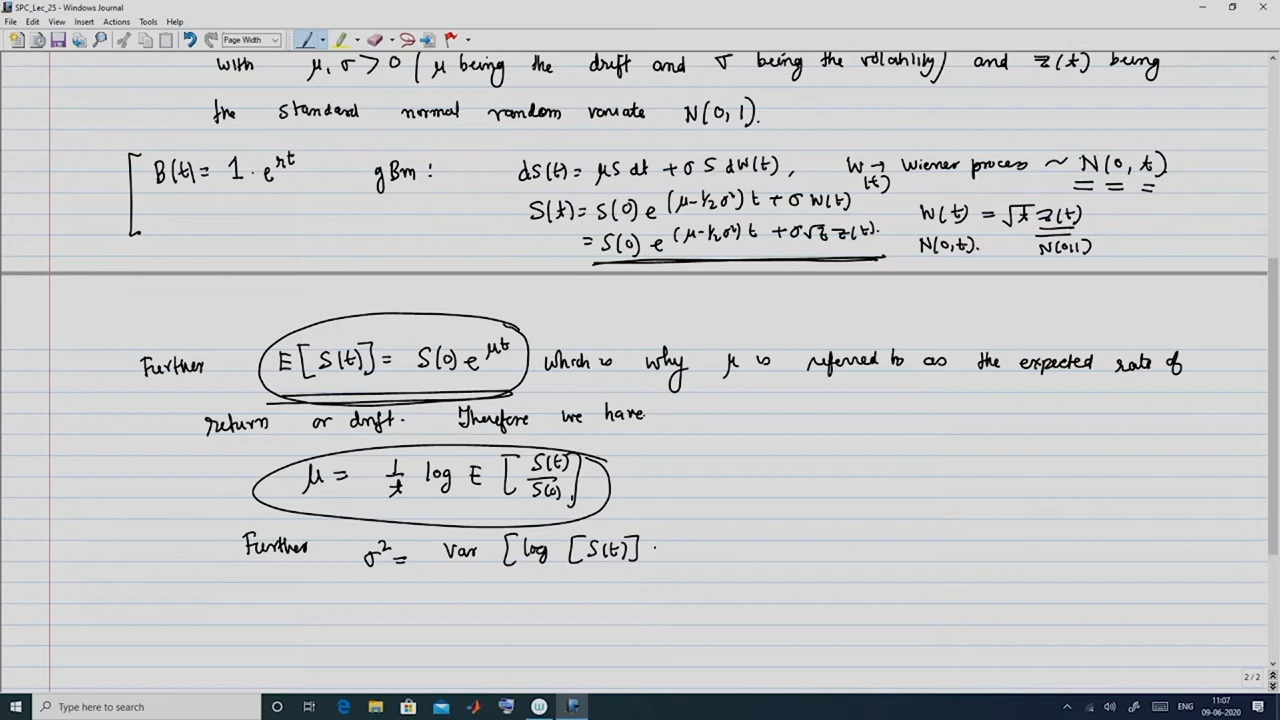 SPC_Lec_25 - Windows Journal
File Edit View Insert Actions Tools Help
Page Width
with μ, σ > 0 (μ being the drift and σ being the volatility) and Z(t) being
the standard normal random variate N(0, 1).
B(t) = 1 · e^{rt} gBm : dS(t) = μS dt + σ S dW(t), W(t) → Wiener process ~ N(0, t)
S(t) = S(0) e^{(μ-1/2σ²) t + σ W(t)} W(t) = √t Z(t)
= S(0) e^{(μ-1/2σ²) t + σ√t Z(t)}. N(0,t). N(0,1)
Further E[S(t)] = S(0) e^{μt} which is why μ is referred to as the expected rate of
return or drift. Therefore we have
μ = 1/t log E [S(t)/S(0)]
Further σ² = Var [log [S(t)]
2 / 2
Type here to search
ENG
11:07
09-06-2020